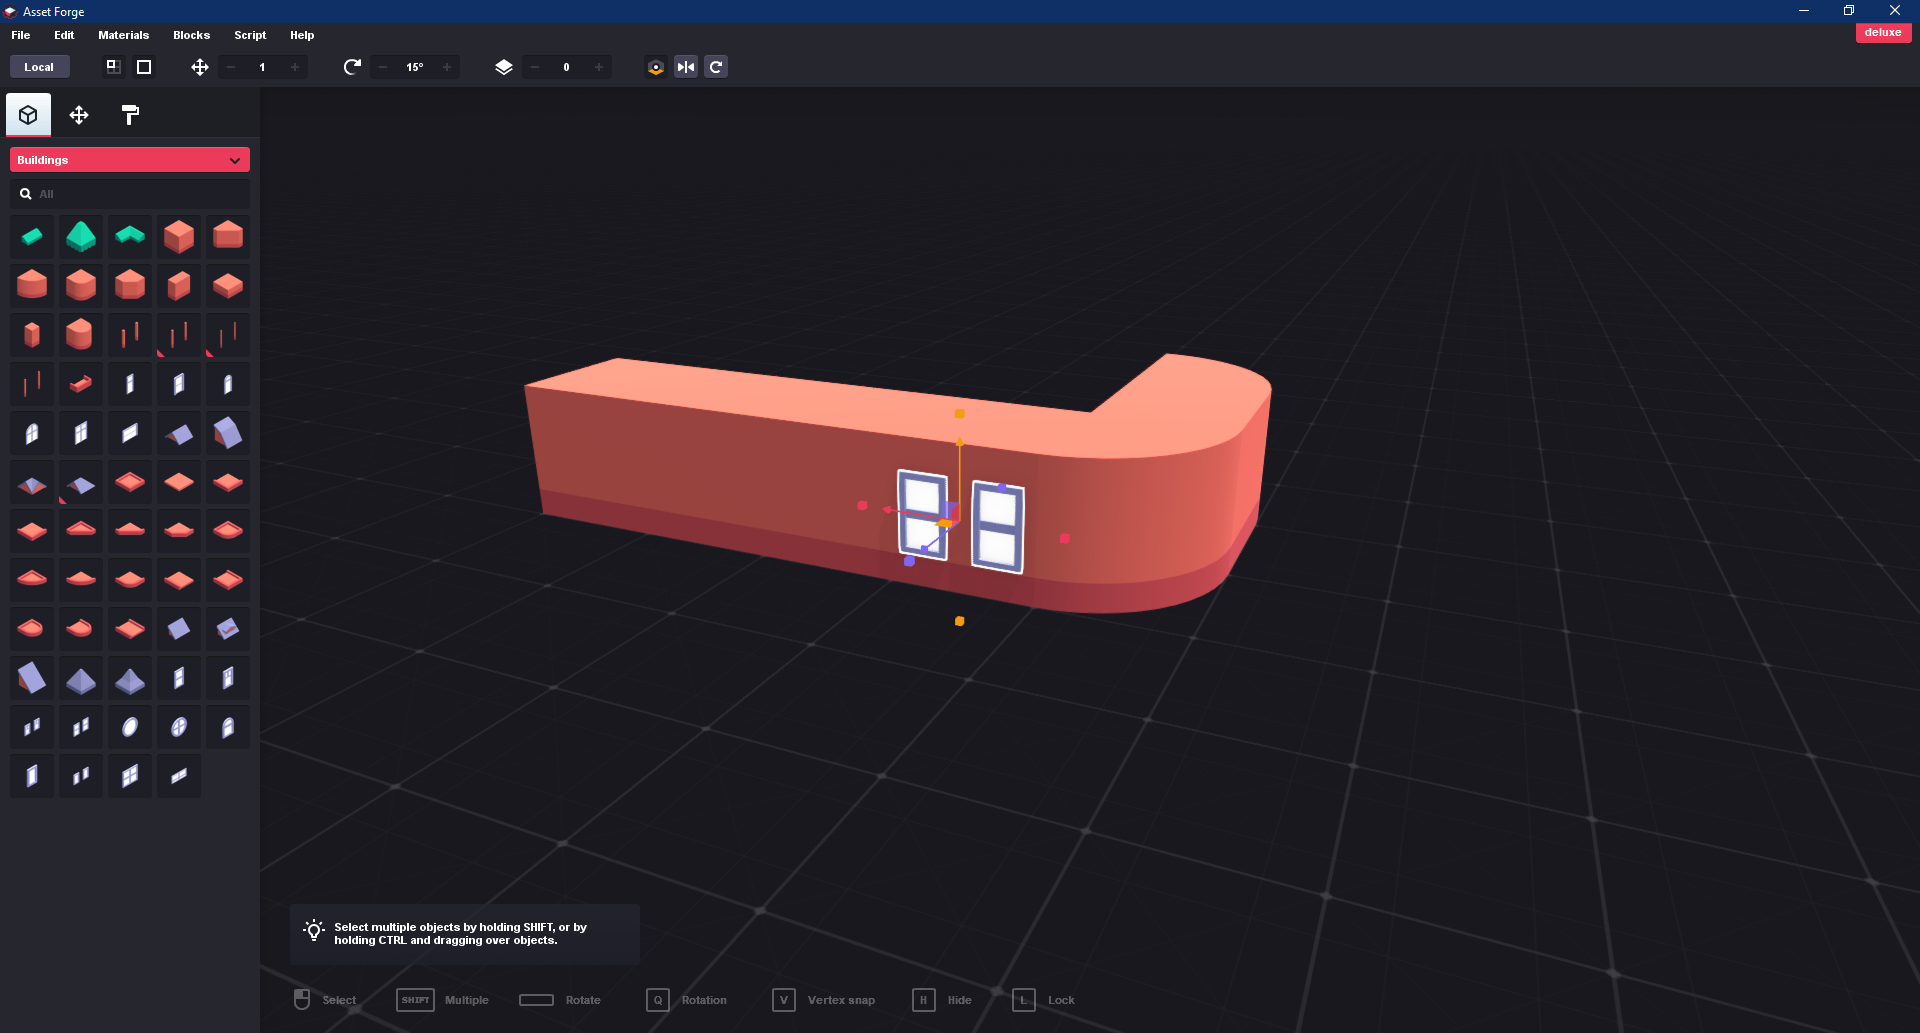 Asset Forge
File Edit Materials Blocks Script Help
deluxe
Local 1 15° 0
Buildings
All
Select multiple objects by holding SHIFT, or by
holding CTRL and dragging over objects.
Select SHIFT Multiple Rotate Q Rotation V Vertex snap H Hide L Lock